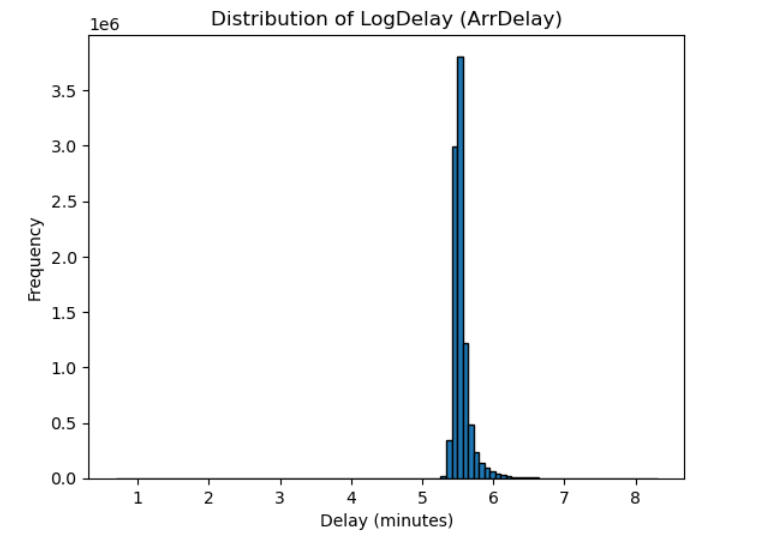 Distribution of LogDelay (ArrDelay)
1e6
3.5
3.0
2.5
2.0
1.5
1.0
0.5
0.0
Frequency
1 2 3 4 5 6 7 8
Delay (minutes)